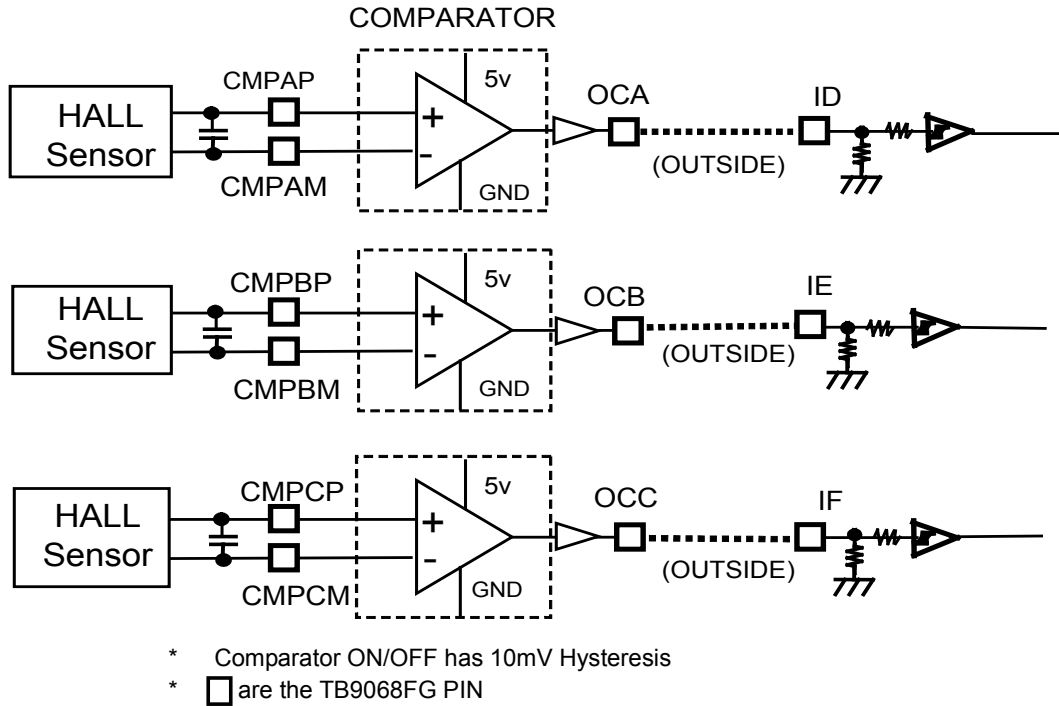 COMPARATOR
HALL
Sensor
CMPAP
CMPAM
+
-
5v
GND
OCA
(OUTSIDE)
ID
HALL
Sensor
CMPBP
CMPBM
+
-
5v
GND
OCB
(OUTSIDE)
IE
HALL
Sensor
CMPCP
CMPCM
+
-
5v
GND
OCC
(OUTSIDE)
IF
* Comparator ON/OFF has 10mV Hysteresis
* are the TB9068FG PIN